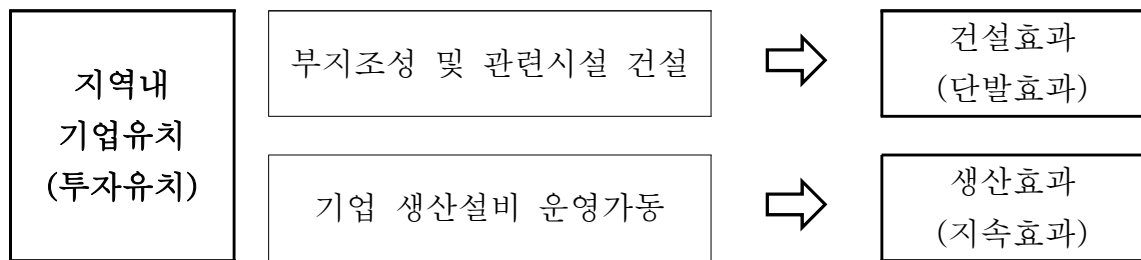 지역내
기업유치
(투자유치)
부지조성 및 관련시설 건설
건설효과
(단발효과)
기업 생산설비 운영가동
생산효과
(지속효과)